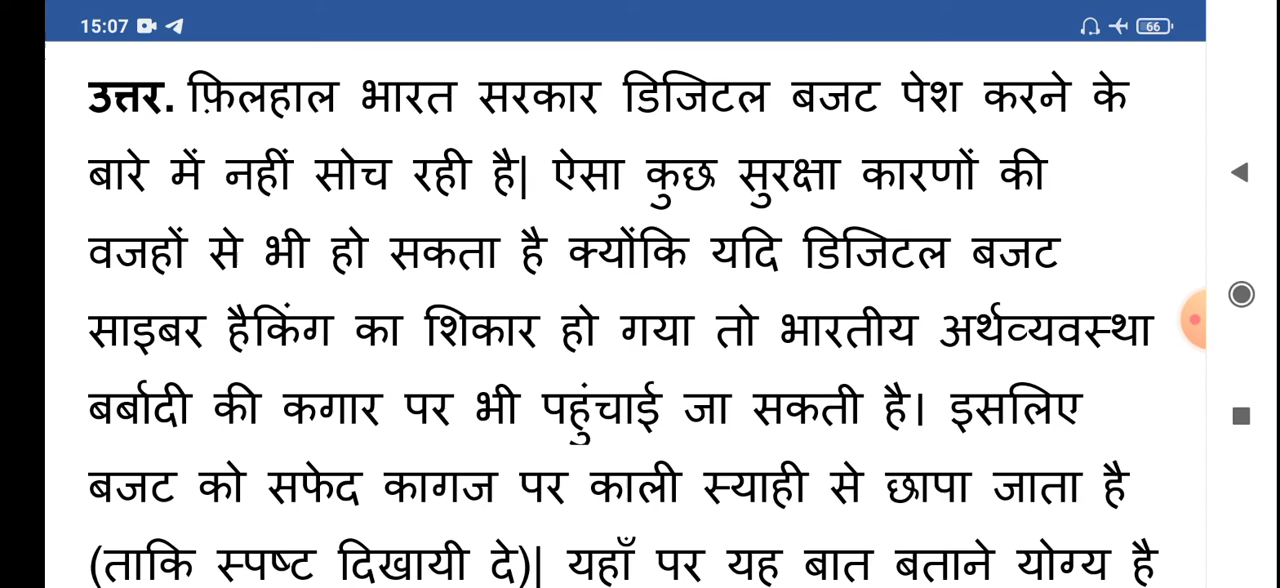 15:07
66
उत्तर. फ़िलहाल भारत सरकार डिजिटल बजट पेश करने के
बारे में नहीं सोच रही है| ऐसा कुछ सुरक्षा कारणों की
वजहों से भी हो सकता है क्योंकि यदि डिजिटल बजट
साइबर हैकिंग का शिकार हो गया तो भारतीय अर्थव्यवस्था
बर्बादी की कगार पर भी पहुंचाई जा सकती है। इसलिए
बजट को सफेद कागज पर काली स्याही से छापा जाता है
(ताकि स्पष्ट दिखायी दे)| यहाँ पर यह बात बताने योग्य है